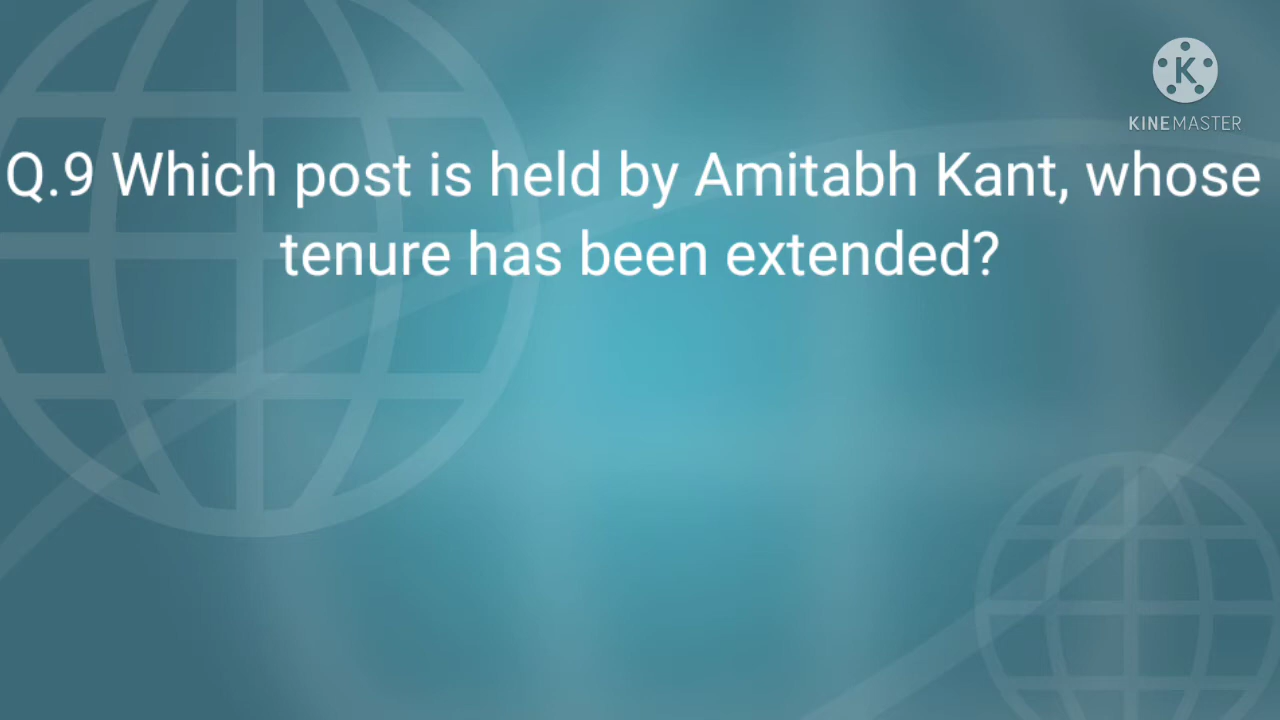 K
KINEMASTER
Q.9 Which post is held by Amitabh Kant, whose
tenure has been extended?